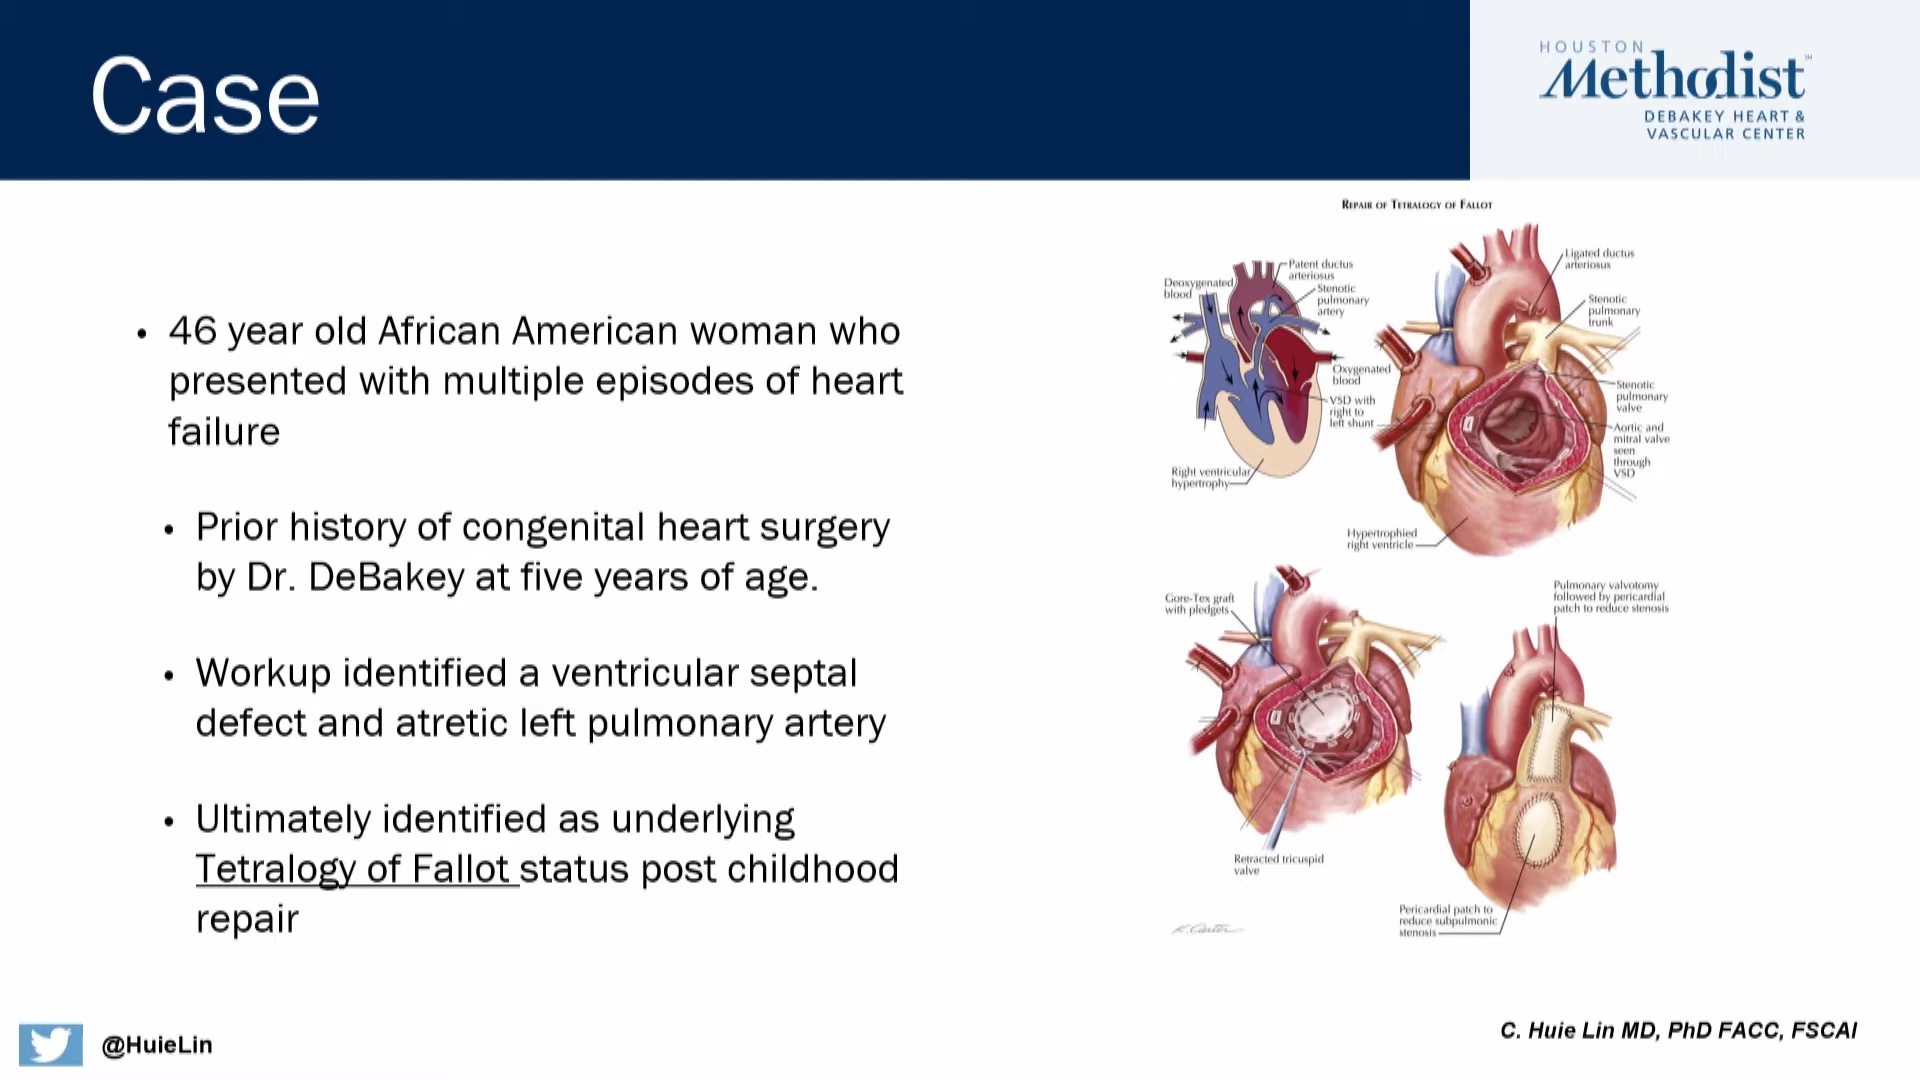 Case
HOUSTON
Methodist℠
DEBAKEY HEART &
VASCULAR CENTER
• 46 year old African American woman who
presented with multiple episodes of heart
failure
• Prior history of congenital heart surgery
by Dr. DeBakey at five years of age.
• Workup identified a ventricular septal
defect and atretic left pulmonary artery
• Ultimately identified as underlying
Tetralogy of Fallot status post childhood
repair
REPAIR OF TETRALOGY OF FALLOT
Deoxygenated
blood
Patent ductus
arteriosus
Stenotic
pulmonary
artery
Oxygenated
blood
VSD with
right to
left shunt
Right ventricular
hypertrophy
Ligated ductus
arteriosus
Stenotic
pulmonary
trunk
Stenotic
pulmonary
valve
Aortic and
mitral valve
seen
through
VSD
Hypertrophied
right ventricle
Gore-Tex graft
with pledgets
Retracted tricuspid
valve
Pulmonary valvotomy
followed by pericardial
patch to reduce stenosis
Pericardial patch to
reduce subpulmonic
stenosis
K. Carter
@HuieLin
C. Huie Lin MD, PhD FACC, FSCAI